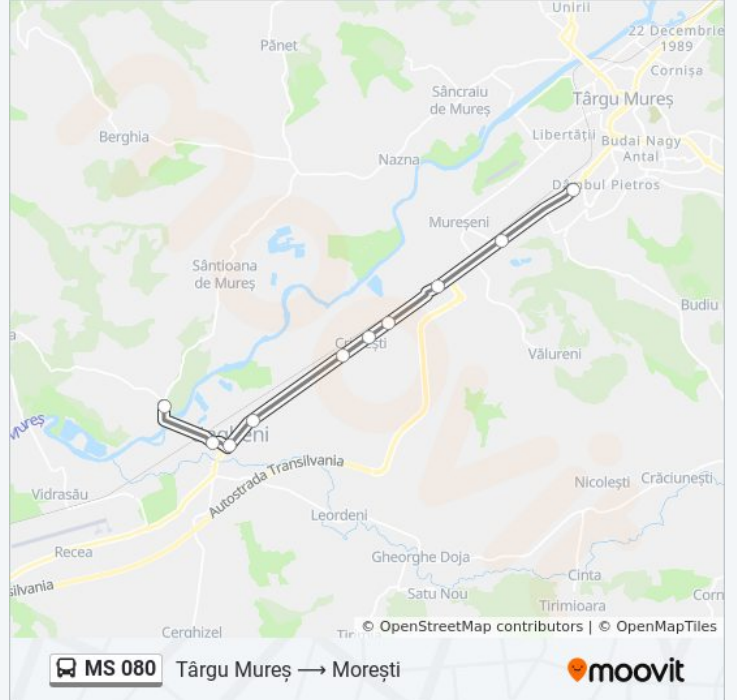 Unirii
22 Decembrie
1989
Pănet
Cornișa
Sâncraiu
de Mureș
Târgu Mureș
Berghia
Libertății
Budai Nagy
Antal
Nazna
Dâmbul Pietros
Mureșeni
Sântioana
de Mureș
Budiu
Vălureni
Mureș
Autostrada Transilvania
Nicolești
Crăciunești
Vidrasău
Leordeni
Recea
Gheorghe Doja
Cinta
Satu Nou
Tirimioara
Corn
silvania
Cerghizel
© OpenStreetMap contributors | © OpenMapTiles
MS 080
Târgu Mureș ⟶ Morești
moovit